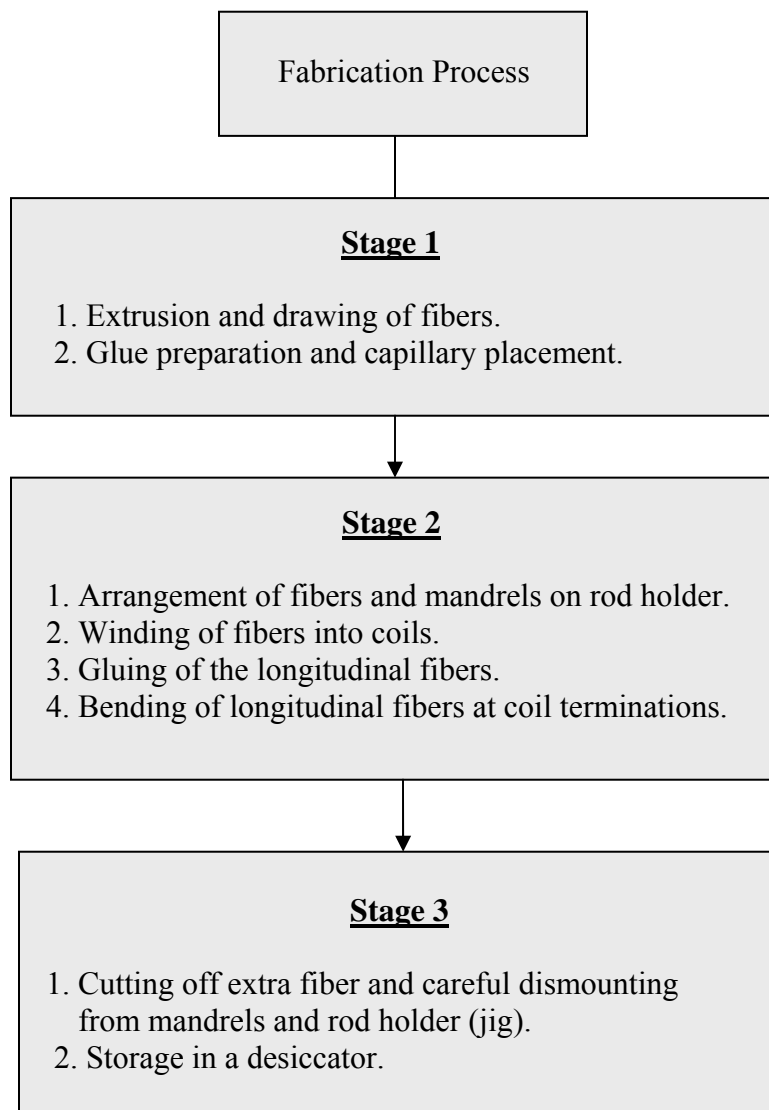 Fabrication Process
Stage 1
1. Extrusion and drawing of fibers.
2. Glue preparation and capillary placement.
Stage 2
1. Arrangement of fibers and mandrels on rod holder.
2. Winding of fibers into coils.
3. Gluing of the longitudinal fibers.
4. Bending of longitudinal fibers at coil terminations.
Stage 3
1. Cutting off extra fiber and careful dismounting
from mandrels and rod holder (jig).
2. Storage in a desiccator.